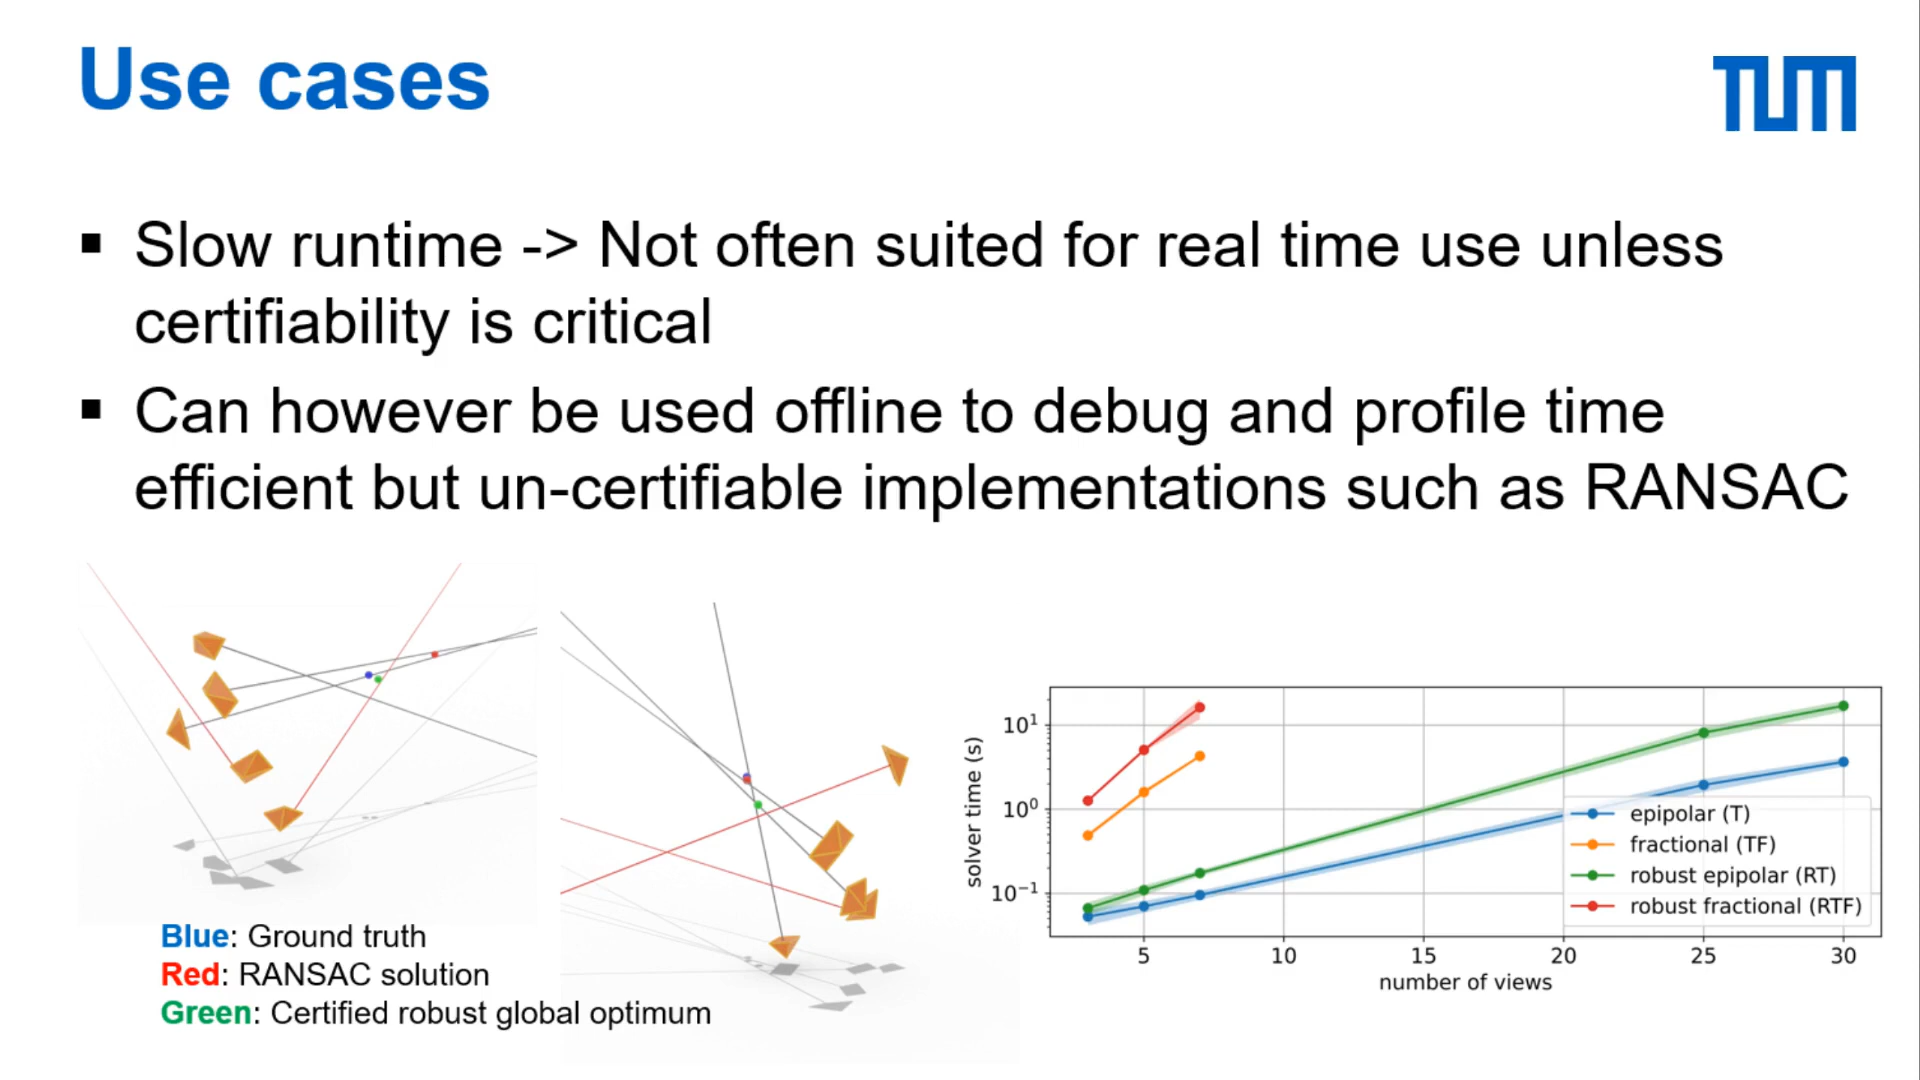 Use cases
TUM
▪ Slow runtime -> Not often suited for real time use unless
certifiability is critical
▪ Can however be used offline to debug and profile time
efficient but un-certifiable implementations such as RANSAC
Blue: Ground truth
Red: RANSAC solution
Green: Certified robust global optimum
solver time (s)
10¹
10⁰
10⁻¹
epipolar (T)
fractional (TF)
robust epipolar (RT)
robust fractional (RTF)
5 10 15 20 25 30
number of views